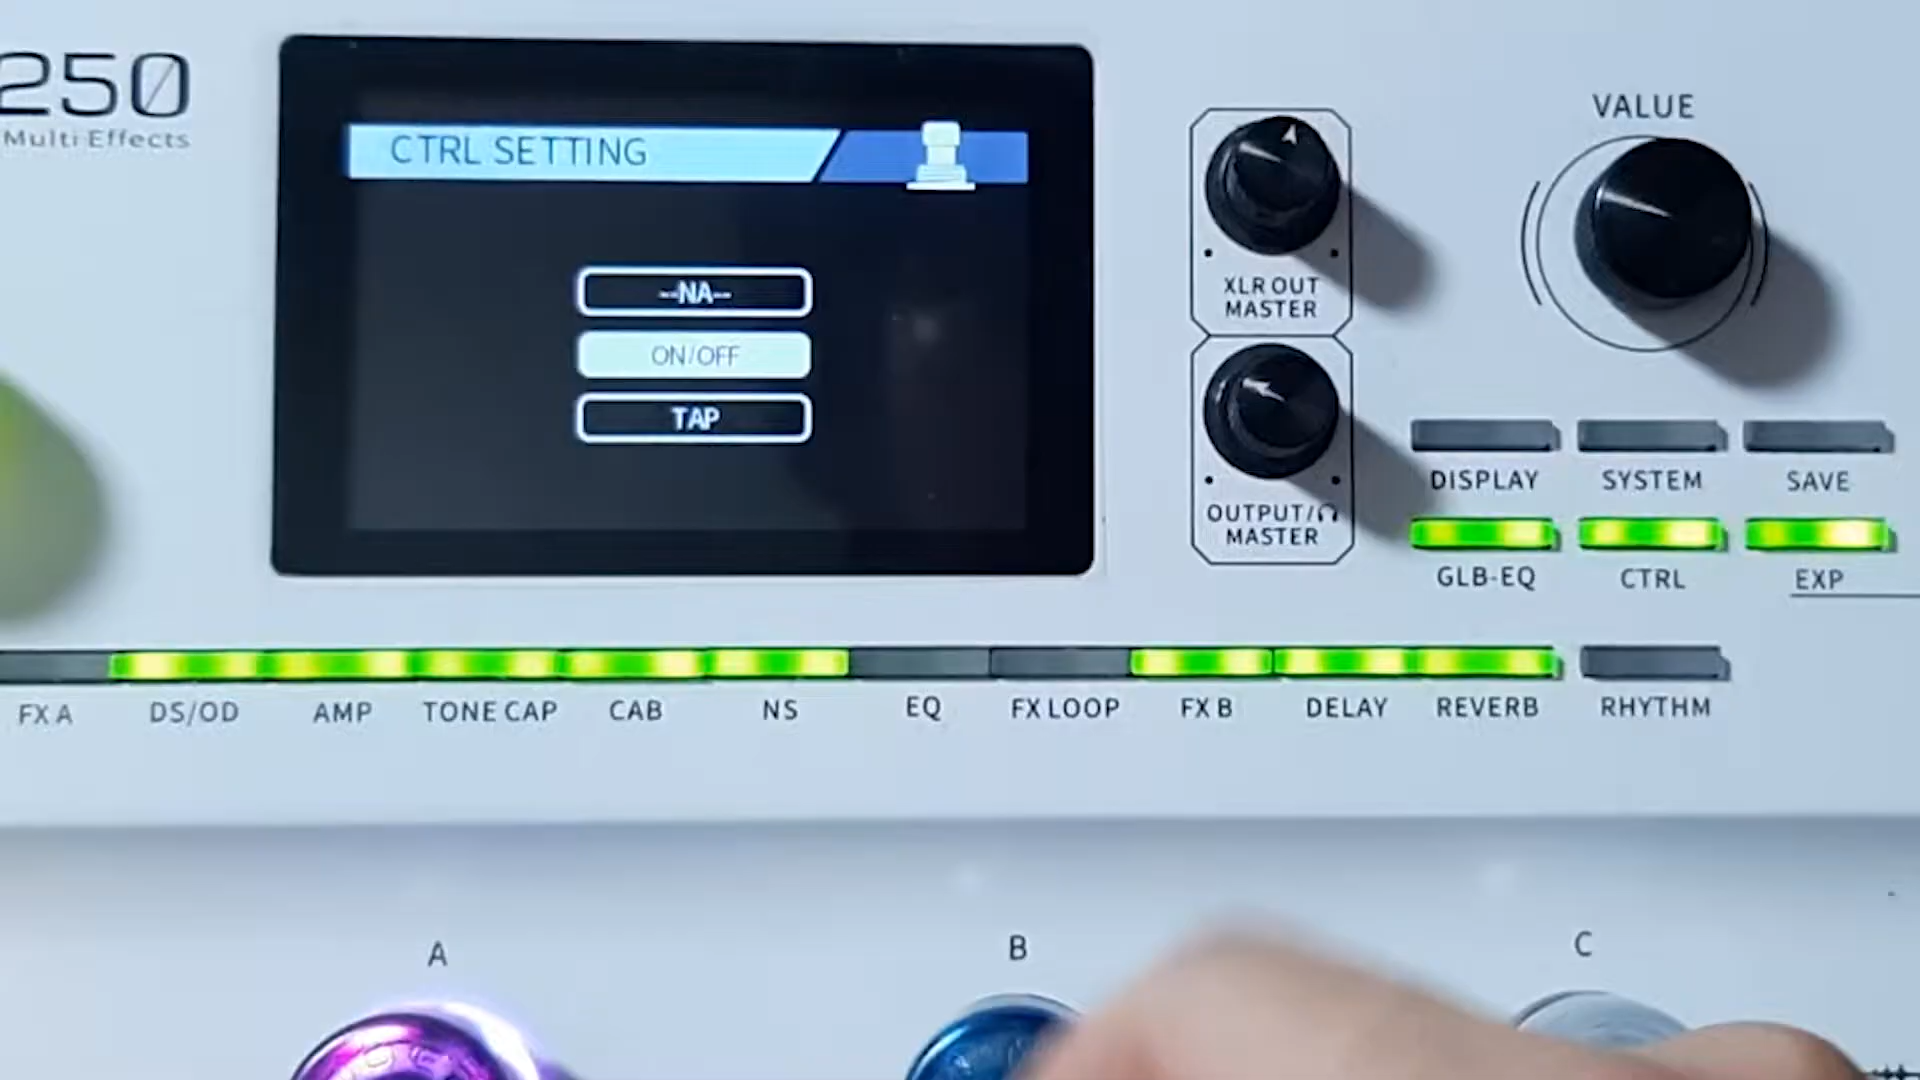 250
Multi Effects
CTRL SETTING
--NA--
ON/OFF
TAP
XLR OUT
MASTER
OUTPUT/
MASTER
VALUE
DISPLAY
SYSTEM
SAVE
GLB-EQ
CTRL
EXP
FX A
DS/OD
AMP
TONE CAP
CAB
NS
EQ
FX LOOP
FX B
DELAY
REVERB
RHYTHM
A
B
C